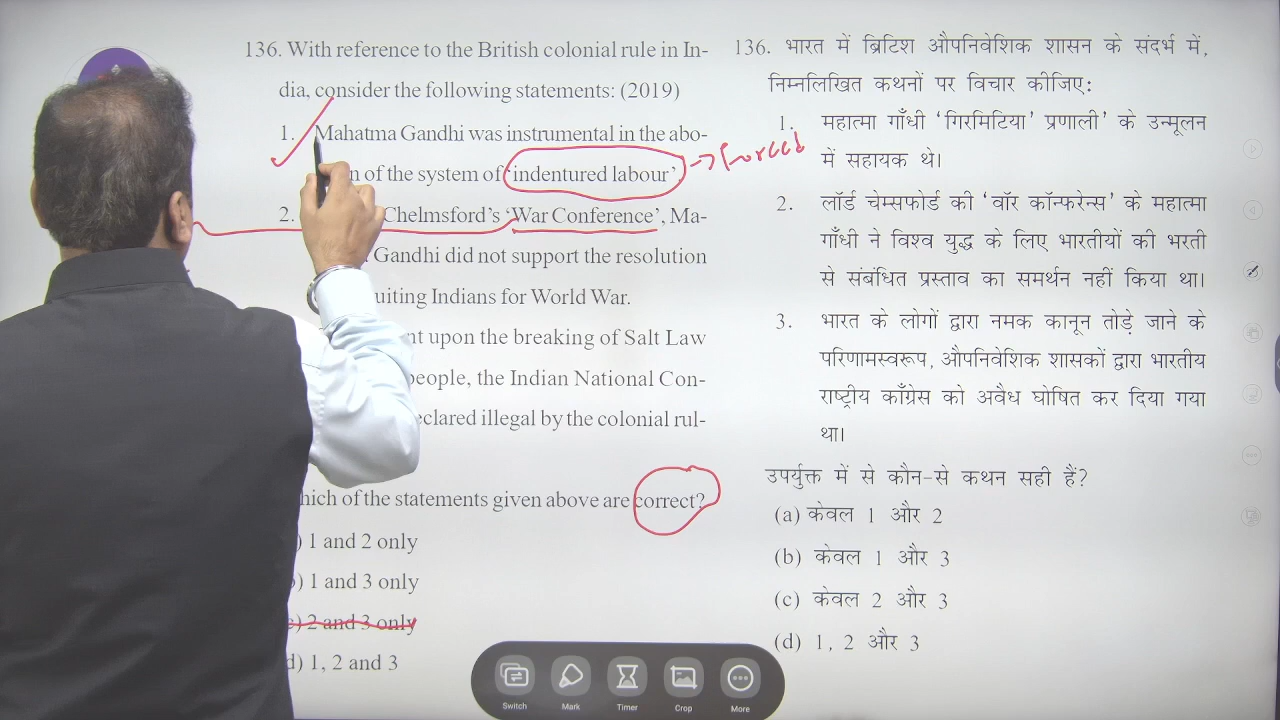 136. With reference to the British colonial rule in In-
dia, consider the following statements: (2019)
1. Mahatma Gandhi was instrumental in the abo-
n of the system of 'indentured labour'.
→ Forced
2. Chelmsford's 'War Conference', Ma-
Gandhi did not support the resolution
uiting Indians for World War.
nt upon the breaking of Salt Law
people, the Indian National Con-
eclared illegal by the colonial rul-
hich of the statements given above are correct?
) 1 and 2 only
) 1 and 3 only
c) 2 and 3 only
d) 1, 2 and 3
136. भारत में ब्रिटिश औपनिवेशिक शासन के संदर्भ में,
निम्नलिखित कथनों पर विचार कीजिए:
1. महात्मा गाँधी 'गिरमिटिया' प्रणाली' के उन्मूलन
में सहायक थे।
2. लॉर्ड चेम्सफोर्ड की 'वॉर कॉन्फरेन्स' के महात्मा
गाँधी ने विश्व युद्ध के लिए भारतीयों की भरती
से संबंधित प्रस्ताव का समर्थन नहीं किया था।
3. भारत के लोगों द्वारा नमक कानून तोड़े जाने के
परिणामस्वरूप, औपनिवेशिक शासकों द्वारा भारतीय
राष्ट्रीय काँग्रेस को अवैध घोषित कर दिया गया
था।
उपर्युक्त में से कौन-से कथन सही हैं?
(a) केवल 1 और 2
(b) केवल 1 और 3
(c) केवल 2 और 3
(d) 1, 2 और 3
Switch
Mark
Timer
Crop
More